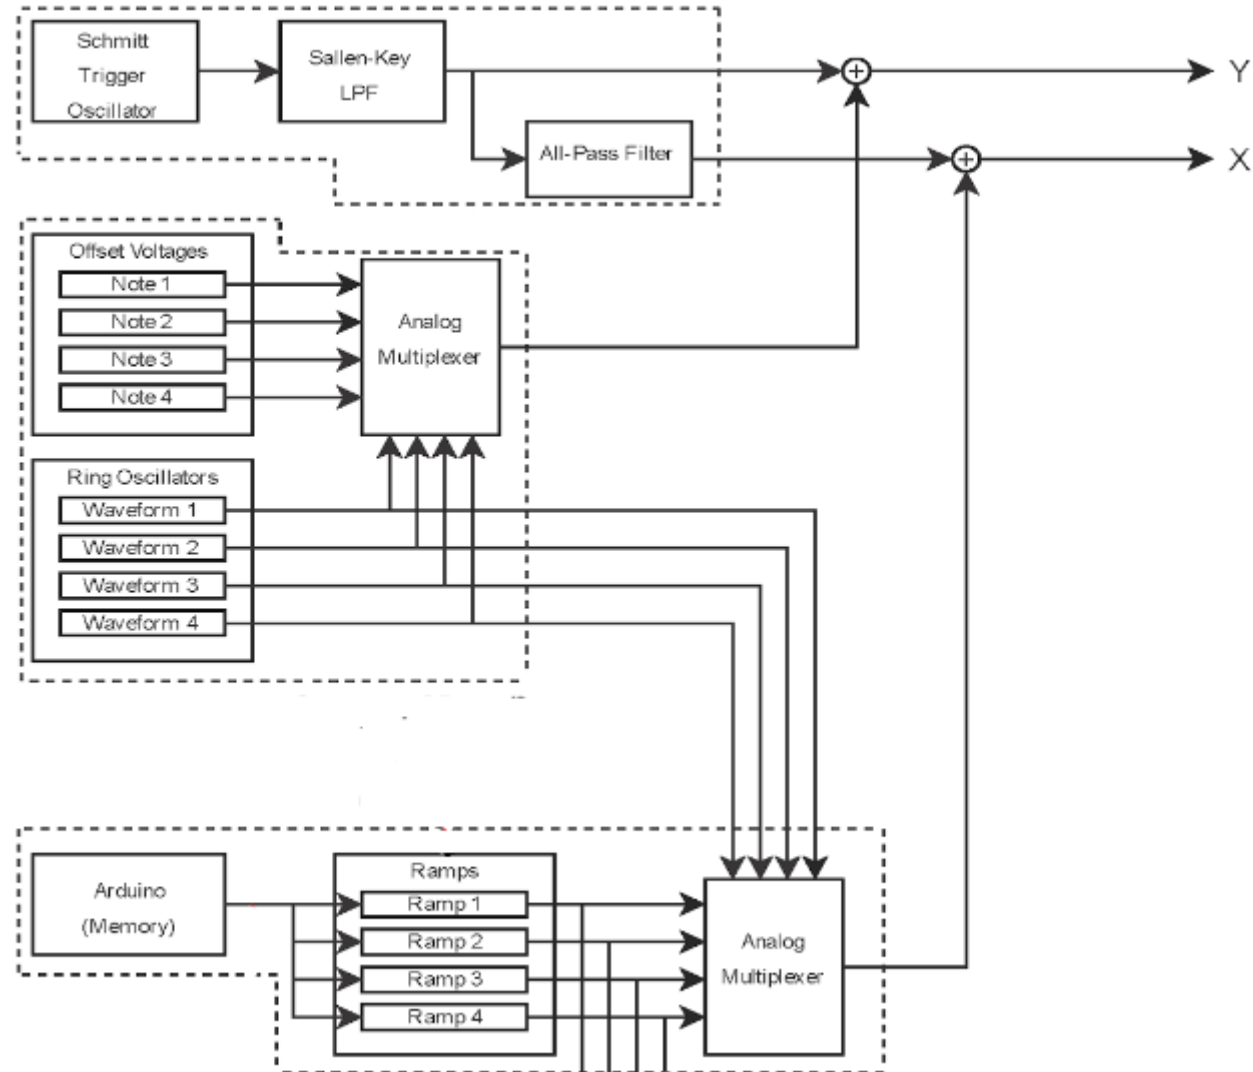 Schmitt
Trigger
Oscillator
Sallen-Key
LPF
All-Pass Filter
Y
X
Offset Voltages
Note 1
Note 2
Note 3
Note 4
Analog
Multiplexer
Ring Oscillators
Waveform 1
Waveform 2
Waveform 3
Waveform 4
Arduino
(Memory)
Ramps
Ramp 1
Ramp 2
Ramp 3
Ramp 4
Analog
Multiplexer